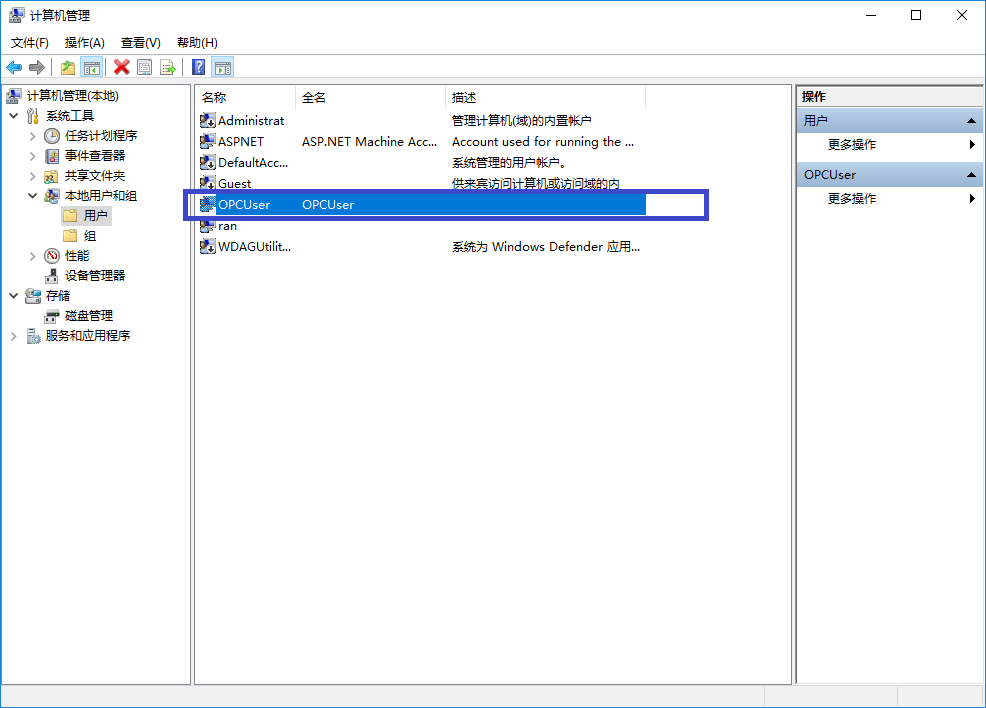 计算机管理
文件(F) 操作(A) 查看(V) 帮助(H)
计算机管理(本地)
系统工具
任务计划程序
事件查看器
共享文件夹
本地用户和组
用户
组
性能
设备管理器
存储
磁盘管理
服务和应用程序
名称 全名 描述
Administrat 管理计算机(域)的内置帐户
ASPNET ASP.NET Machine Acc... Account used for running the ...
DefaultAcc... 系统管理的用户帐户。
Guest 供来宾访问计算机或访问域的内
OPCUser OPCUser
ran
WDAGUtilit... 系统为 Windows Defender 应用...
操作
用户
更多操作
OPCUser
更多操作